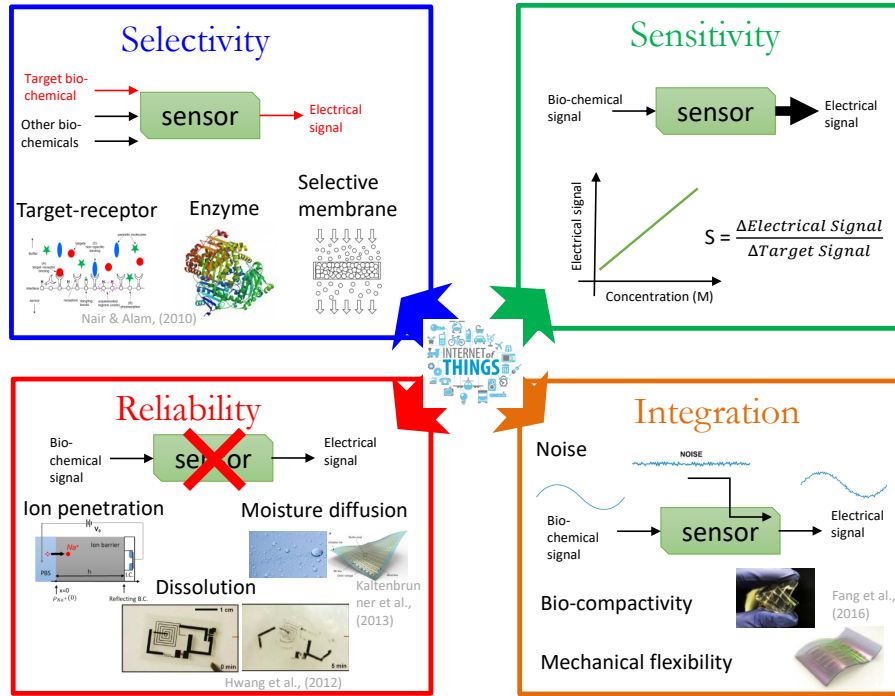 Selectivity
Target bio-
chemical
Other bio-
chemicals
sensor
Electrical
signal
Target-receptor
Enzyme
Selective
membrane
Nair & Alam, (2010)
Sensitivity
Bio-chemical
signal
sensor
Electrical
signal
Electrical signal
Concentration (M)
S = ΔElectrical Signal
ΔTarget Signal
INTERNET of
THINGS
Reliability
Bio-
chemical
signal
sensor
Electrical
signal
Ion penetration
Moisture diffusion
Ion barrier
Na⁺
PBS
h
I.C.
x=0
Reflecting B.C.
Dissolution
Kaltenbrun
ner et al.,
(2013)
1 cm
0 min
5 min
Hwang et al., (2012)
Integration
Noise
NOISE
Bio-
chemical
signal
sensor
Electrical
signal
Bio-compactivity
Fang et al.,
(2016)
Mechanical flexibility